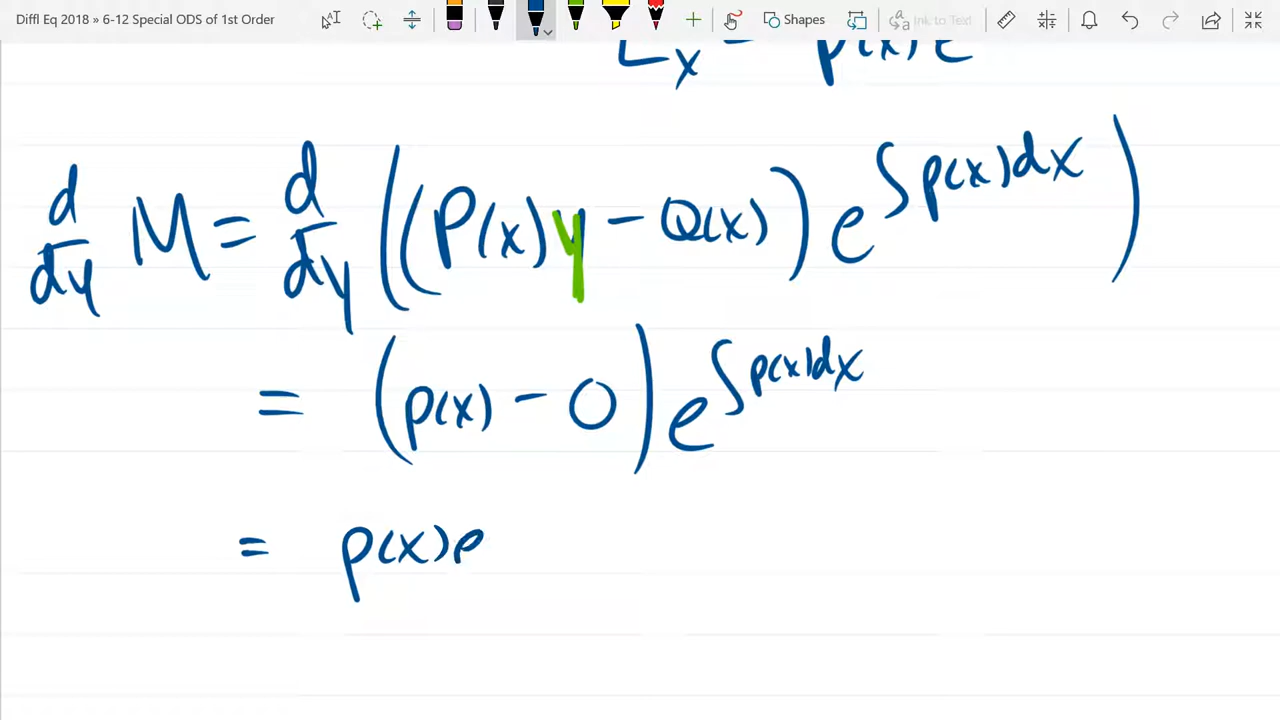 Diffl Eq 2018 » 6-12 Special ODS of 1st Order
Shapes
Ink to Text
d/dy M = d/dy ((P(x)y - Q(x)) e^∫p(x)dx)
= (p(x) - 0) e^∫p(x)dx
= p(x)e